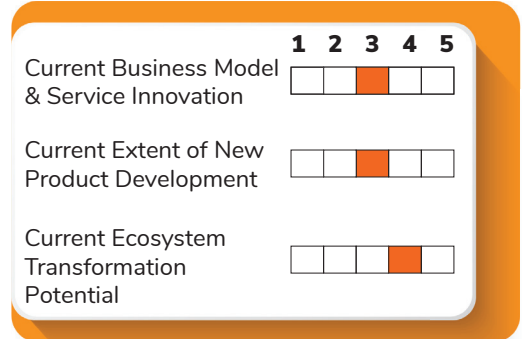 1 2 3 4 5
Current Business Model
& Service Innovation
Current Extent of New
Product Development
Current Ecosystem
Transformation
Potential